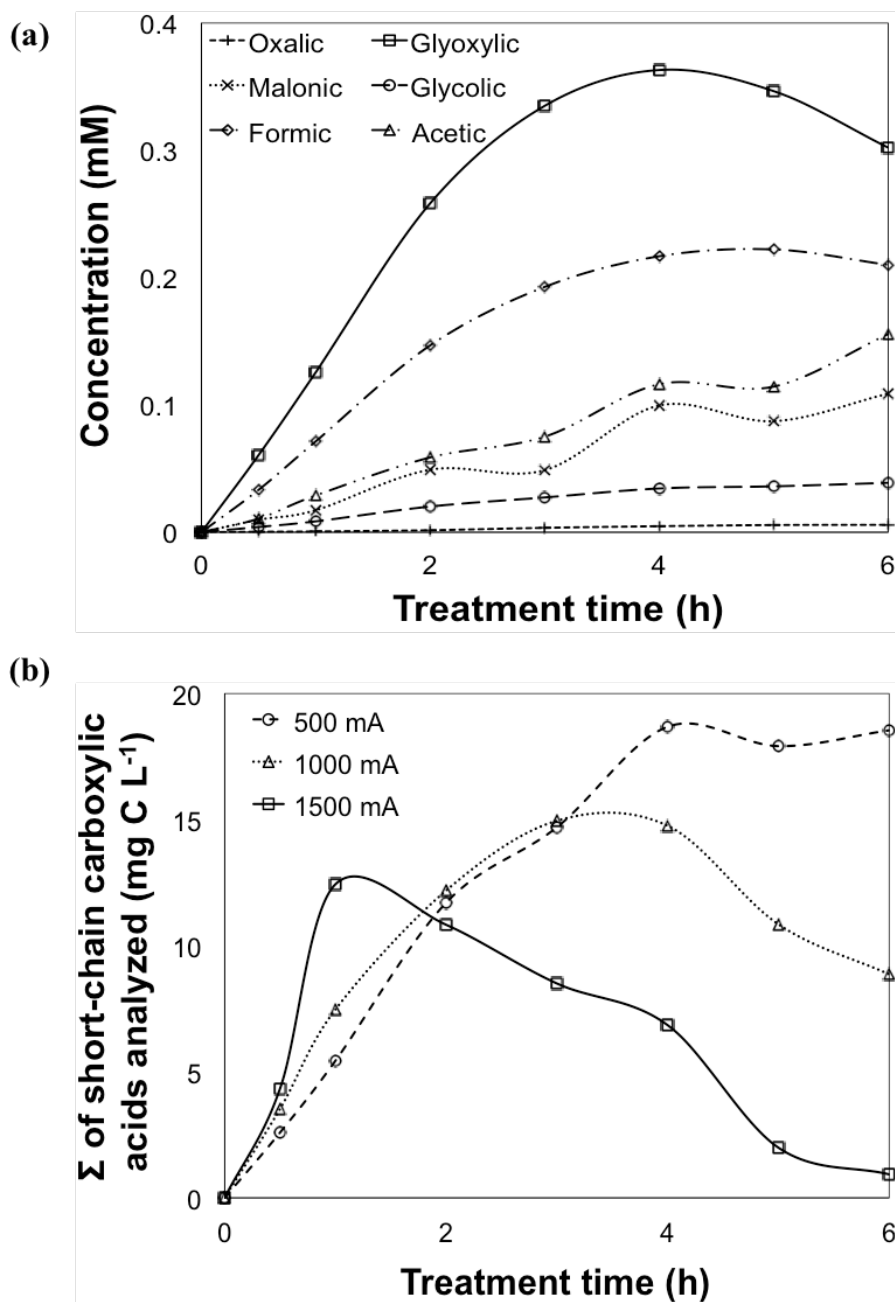 (a)
0.4
Oxalic Glyoxylic
Malonic Glycolic
Formic Acetic
0.3
0.2
0.1
0
Concentration (mM)
0 2 4 6
Treatment time (h)
(b)
20
500 mA
1000 mA
1500 mA
15
10
5
0
Σ of short-chain carboxylic
acids analyzed (mg C L⁻¹)
0 2 4 6
Treatment time (h)